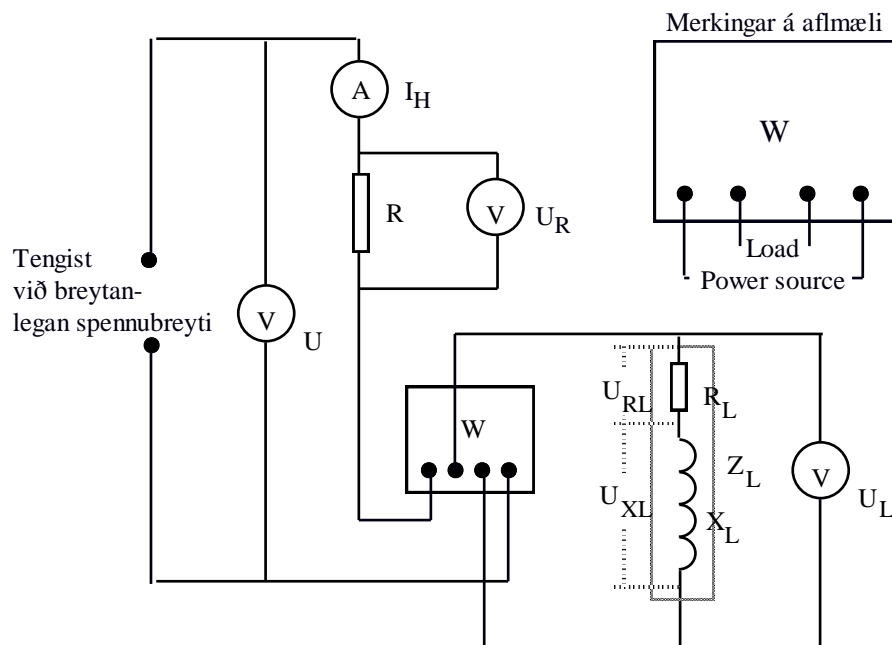 Merkingar á aflmæli
A
I_H
W
R
V
U_R
Load
Power source
Tengist
við breytan-
legan spennubreyti
V
U
W
U_RL
R_L
Z_L
V
U_L
U_XL
X_L